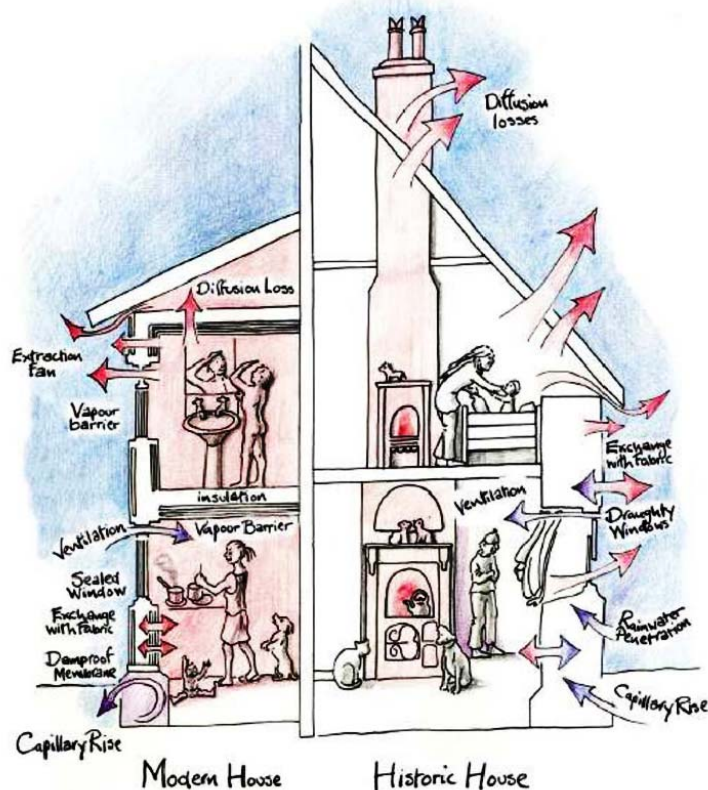 Diffusion
losses
Diffusion Loss
Extraction
Fan
Vapour
barrier
insulation
Ventilation
Vapour Barrier
Sealed
Window
Exchange
with Fabric
Damproof
Membrane
Capillary Rise
Modern House
Exchange
with Fabric
Ventilation
Draughty
Windows
Rainwater
Penetration
Capillary Rise
Historic House